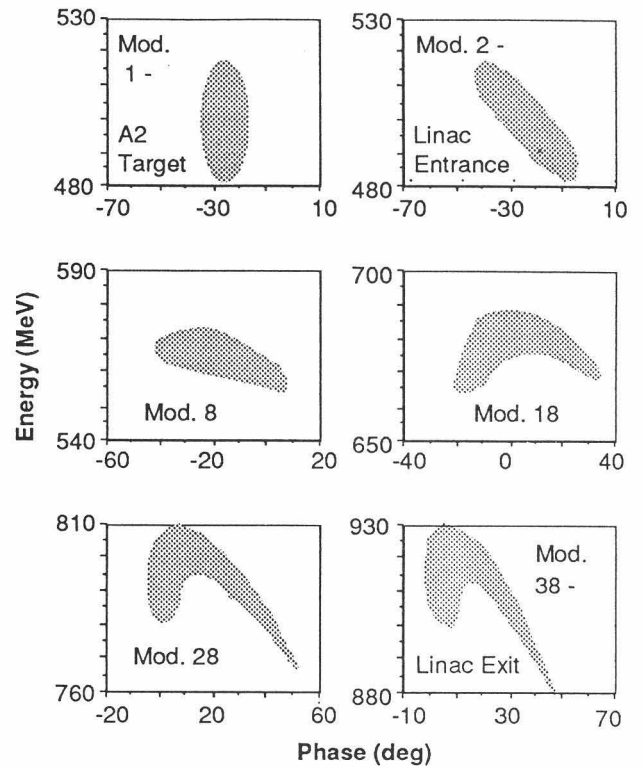 530
Mod.
1 -
A2
Target
480
-70
-30
10
530
Mod. 2 -
Linac
Entrance
480
-70
-30
10
Energy (MeV)
590
Mod. 8
540
-60
-20
20
700
Mod. 18
650
-40
0
40
810
Mod. 28
760
-20
20
60
930
Mod.
38 -
Linac Exit
880
-10
30
70
Phase (deg)